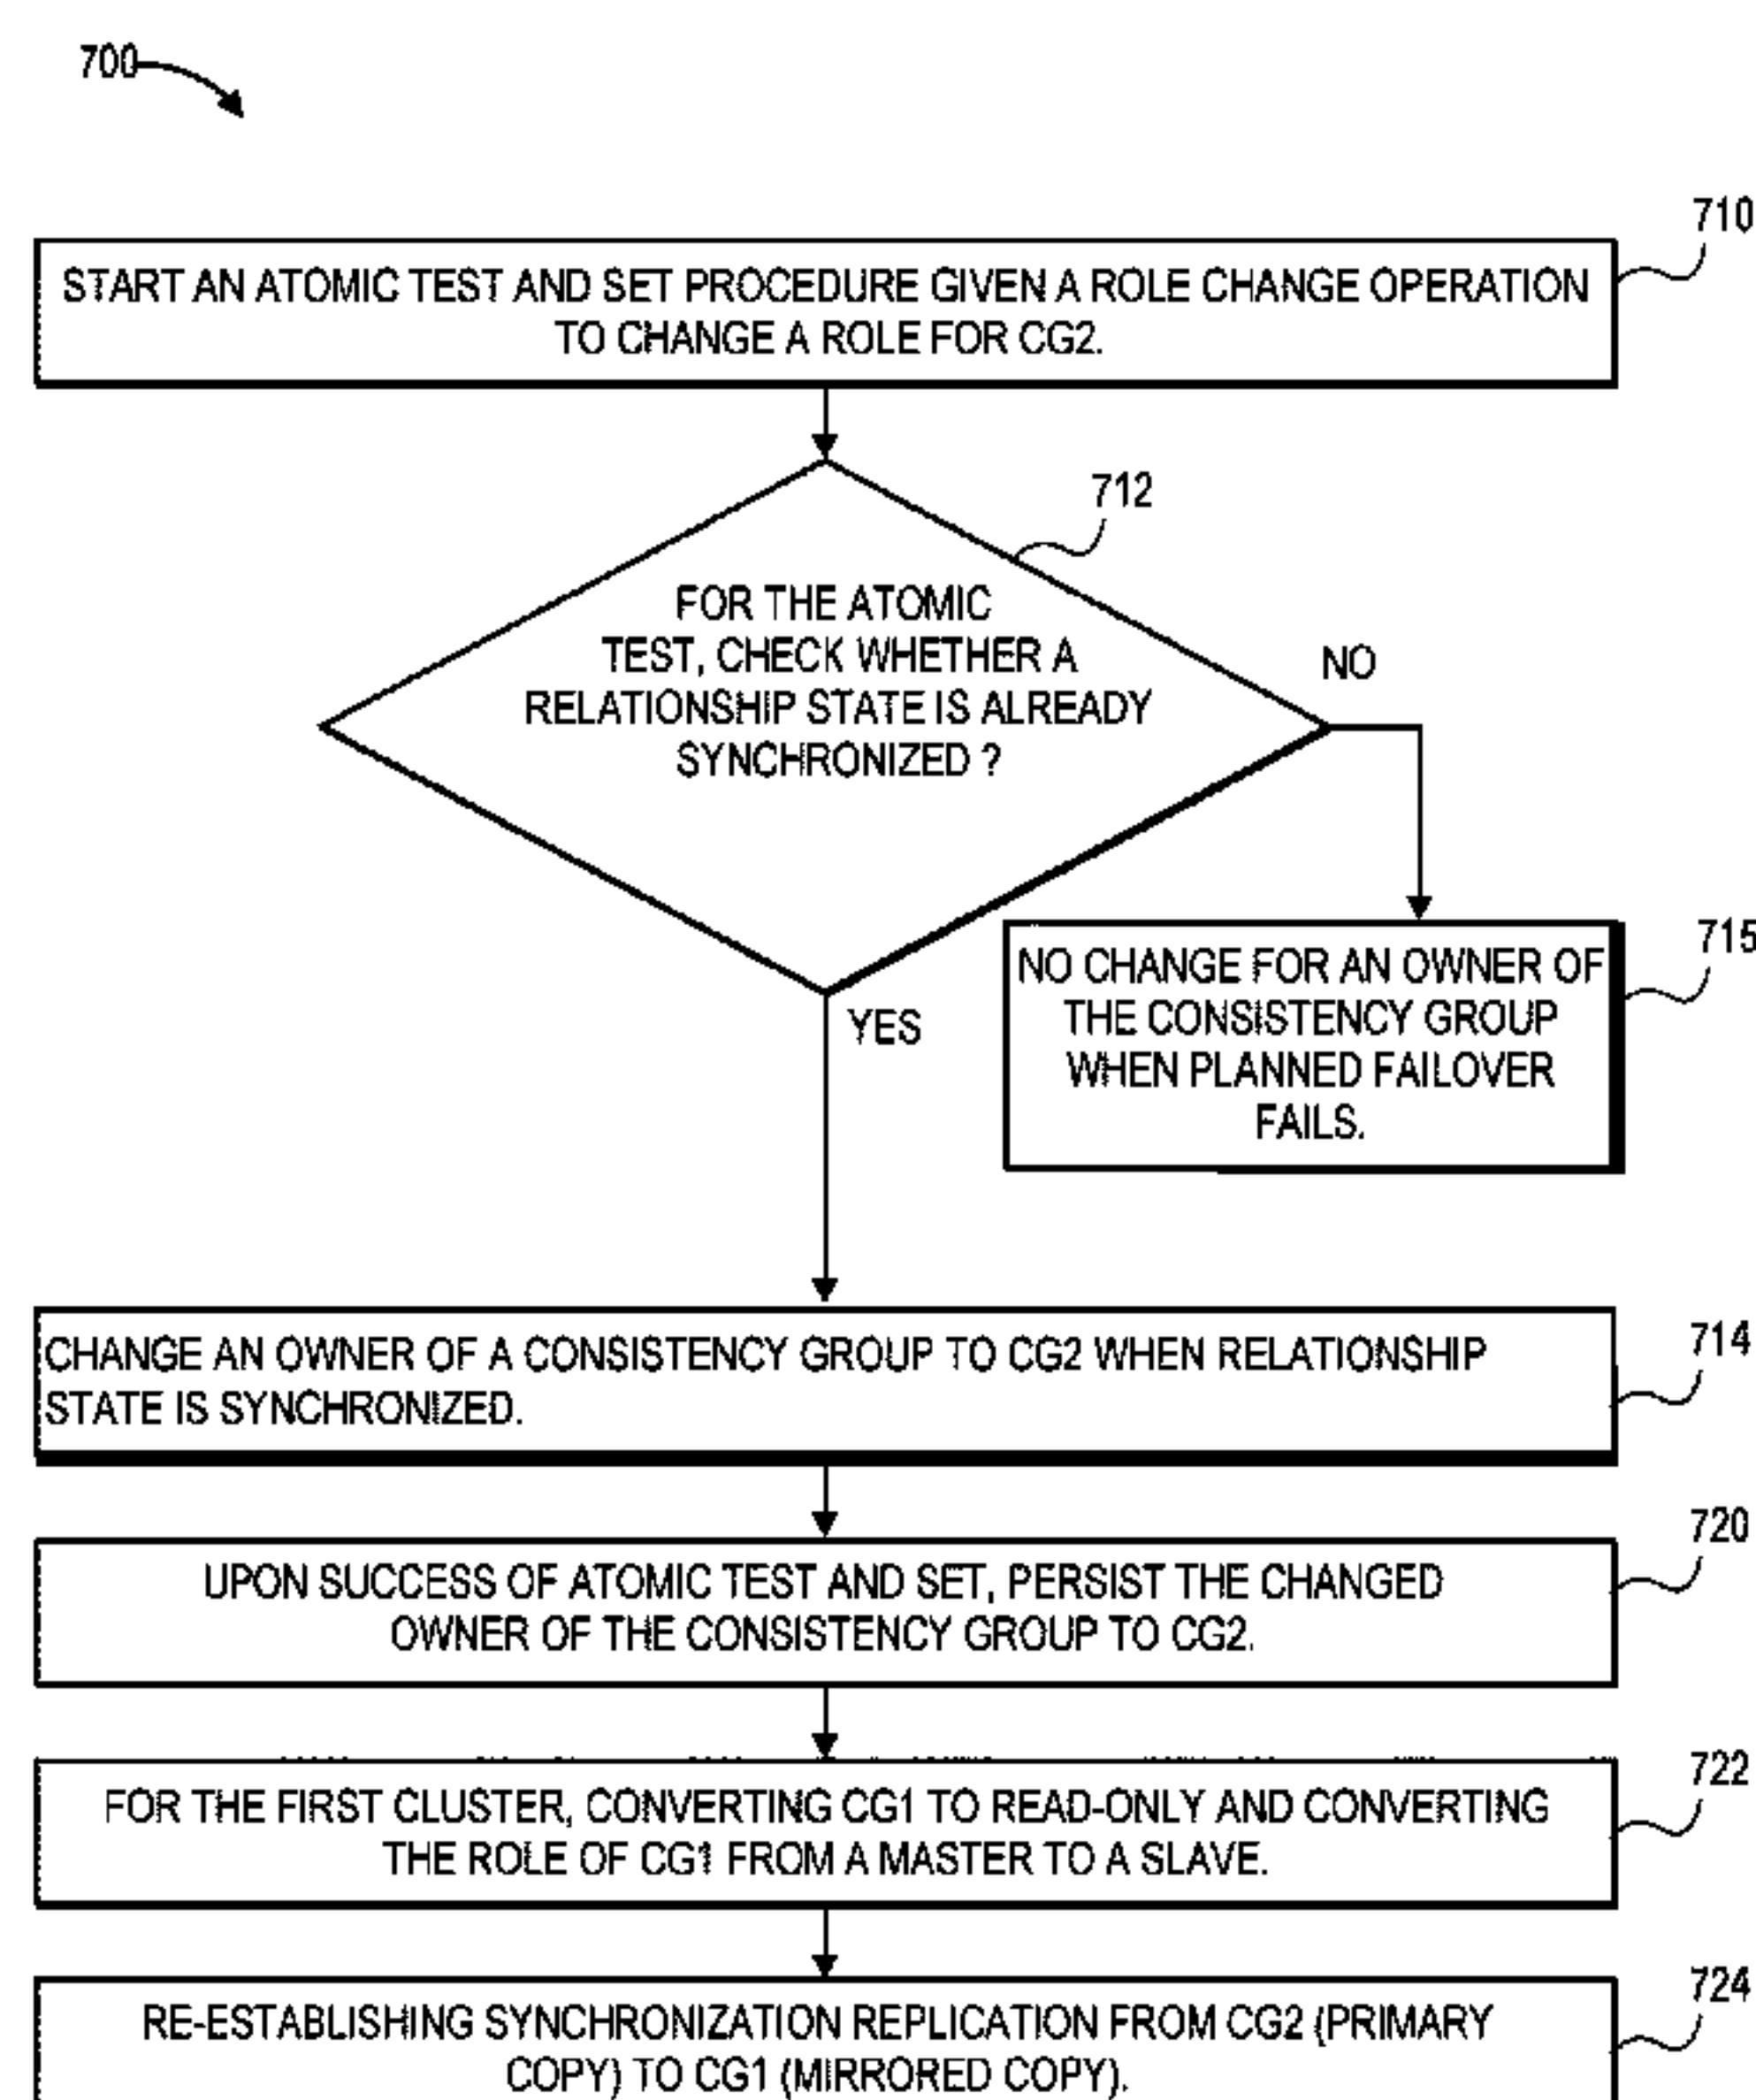 700
710
START AN ATOMIC TEST AND SET PROCEDURE GIVEN A ROLE CHANGE OPERATION
TO CHANGE A ROLE FOR CG2.
712
FOR THE ATOMIC
TEST, CHECK WHETHER A
RELATIONSHIP STATE IS ALREADY
SYNCHRONIZED ?
NO
YES
715
NO CHANGE FOR AN OWNER OF
THE CONSISTENCY GROUP
WHEN PLANNED FAILOVER
FAILS.
714
CHANGE AN OWNER OF A CONSISTENCY GROUP TO CG2 WHEN RELATIONSHIP
STATE IS SYNCHRONIZED.
720
UPON SUCCESS OF ATOMIC TEST AND SET, PERSIST THE CHANGED
OWNER OF THE CONSISTENCY GROUP TO CG2.
722
FOR THE FIRST CLUSTER, CONVERTING CG1 TO READ-ONLY AND CONVERTING
THE ROLE OF CG1 FROM A MASTER TO A SLAVE.
724
RE-ESTABLISHING SYNCHRONIZATION REPLICATION FROM CG2 (PRIMARY
COPY) TO CG1 (MIRRORED COPY).